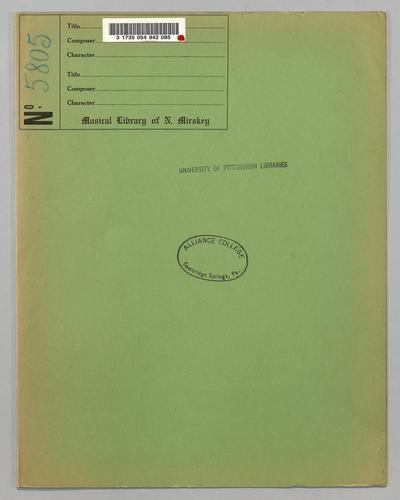 Title
3 1735 054 942 085
Composer
Character
Title
Composer
Character
Musical Library of N. Mirskey
No. 5805
UNIVERSITY OF PITTSBURGH LIBRARIES
ALLIANCE COLLEGE
Cambridge Springs, Pa.